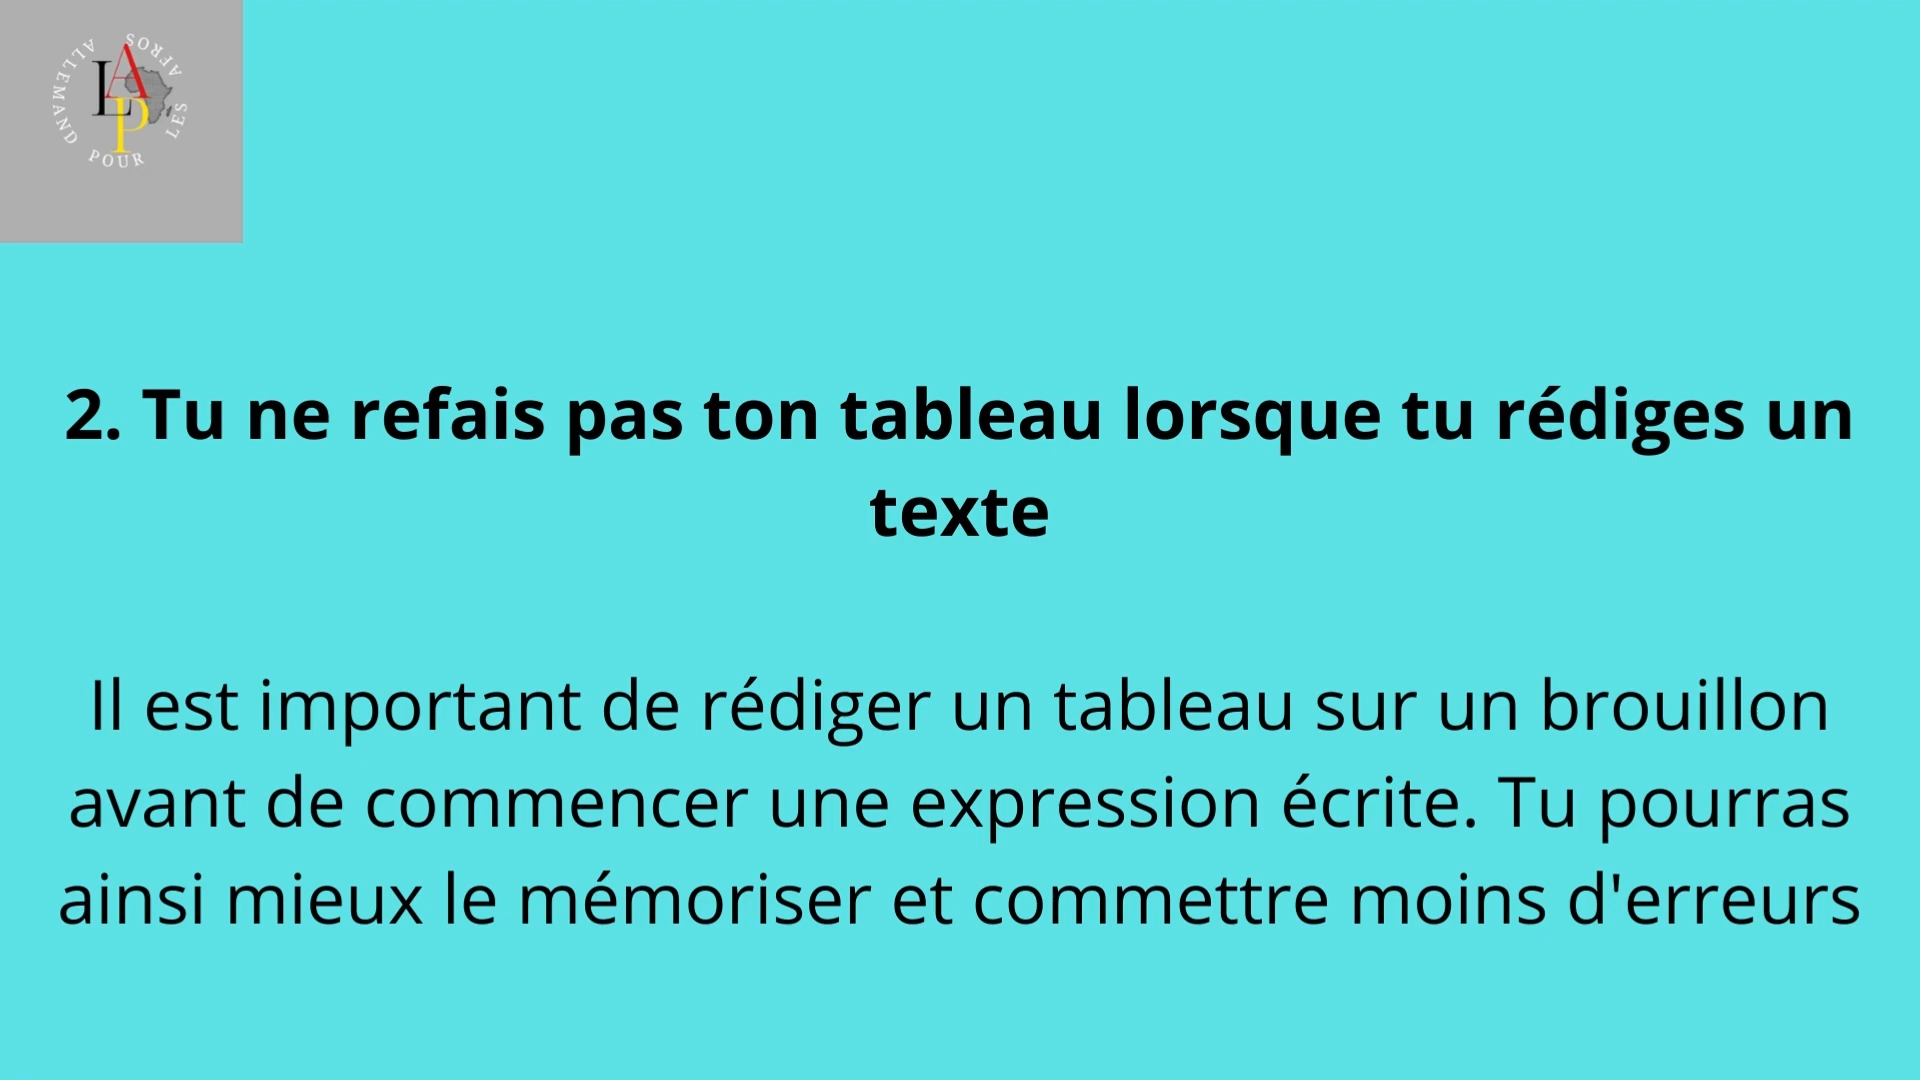 ALLEMAND POUR LES AFROS
LAP
2. Tu ne refais pas ton tableau lorsque tu rédiges un
texte
Il est important de rédiger un tableau sur un brouillon
avant de commencer une expression écrite. Tu pourras
ainsi mieux le mémoriser et commettre moins d'erreurs